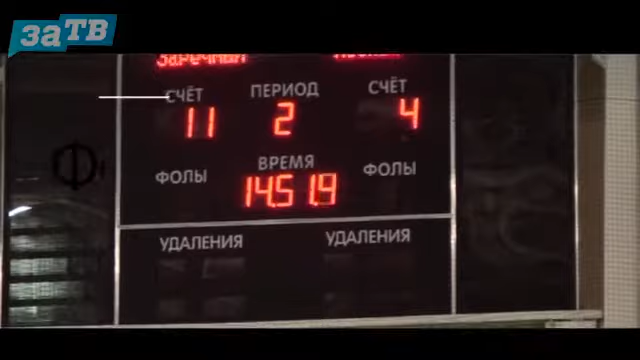 заТВ
Заречный
СЧЁТ ПЕРИОД СЧЁТ
11 2 4
ФОЛЫ ВРЕМЯ ФОЛЫ
14:51.9
УДАЛЕНИЯ УДАЛЕНИЯ